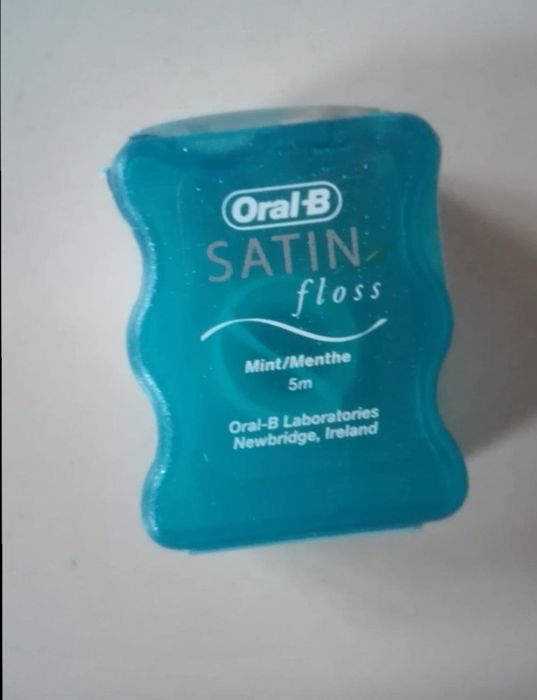 Oral-B
SATIN
floss
Mint/Menthe
5m
Oral-B Laboratories
Newbridge, Ireland